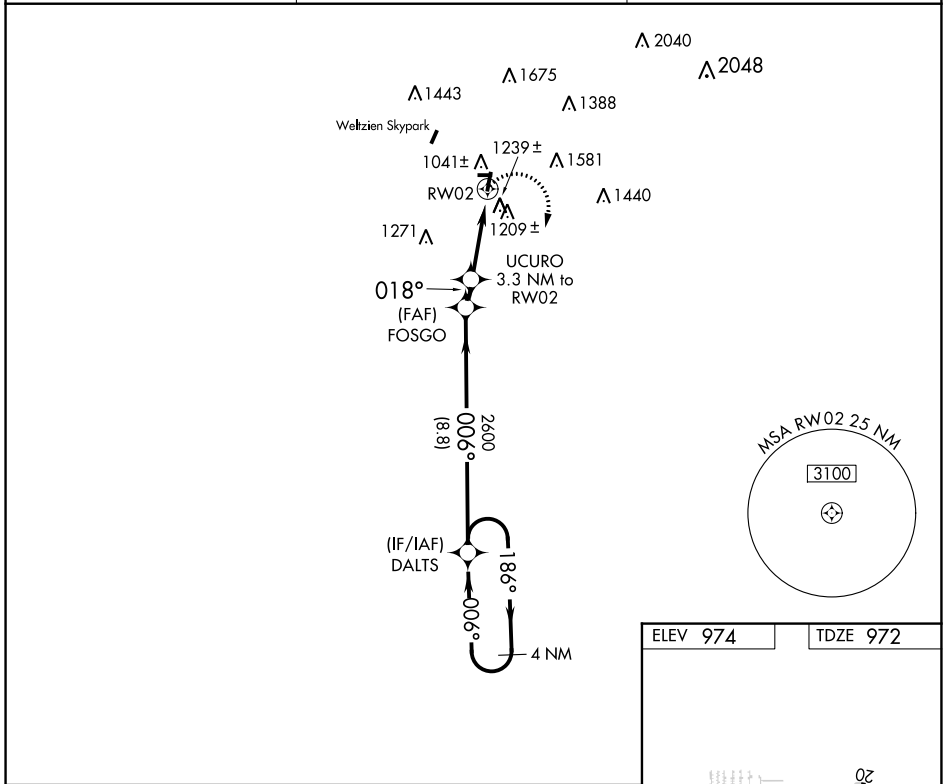 2040
2048
1675
1443
1388
Weltzien Skypark
1239 ±
1041±
1581
RW02
1440
1209 ±
1271
UCURO
3.3 NM to
RW02
018°
(FAF)
FOSGO
2600
006°
(8.8)
MSA RW02 25 NM
3100
(IF/IAF)
DALTS
186°
006°
4 NM
ELEV 974
TDZE 972
20